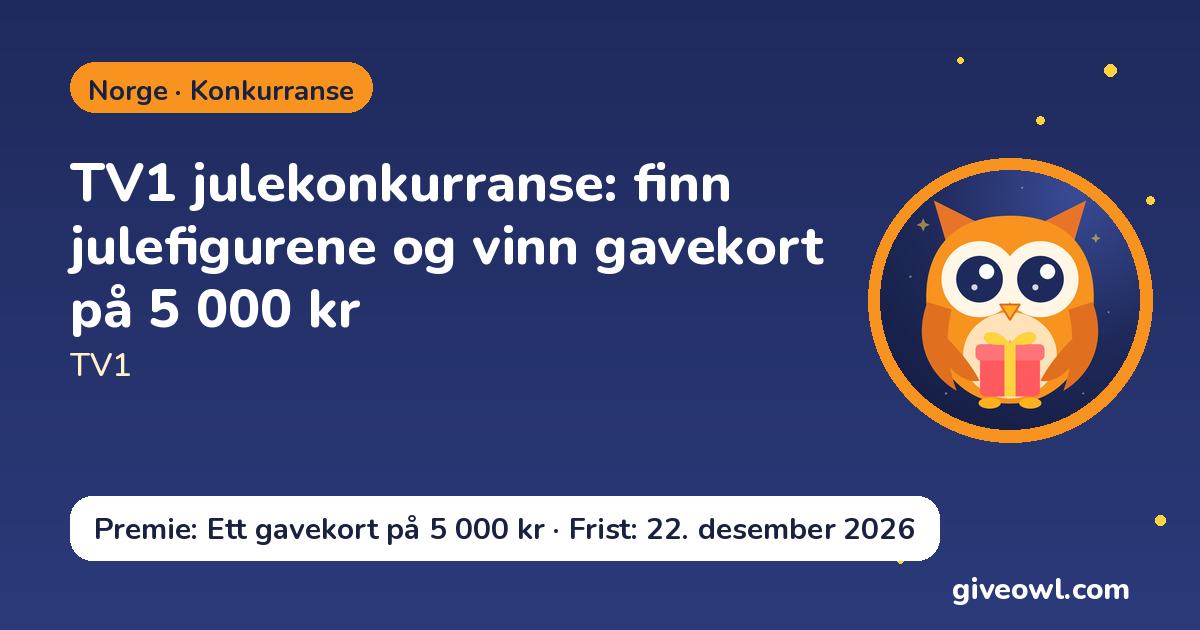 Norge · Konkurranse
TV1 julekonkurranse: finn
julefigurene og vinn gavekort
på 5 000 kr
TV1
Premie: Ett gavekort på 5 000 kr · Frist: 22. desember 2026
giveowl.com